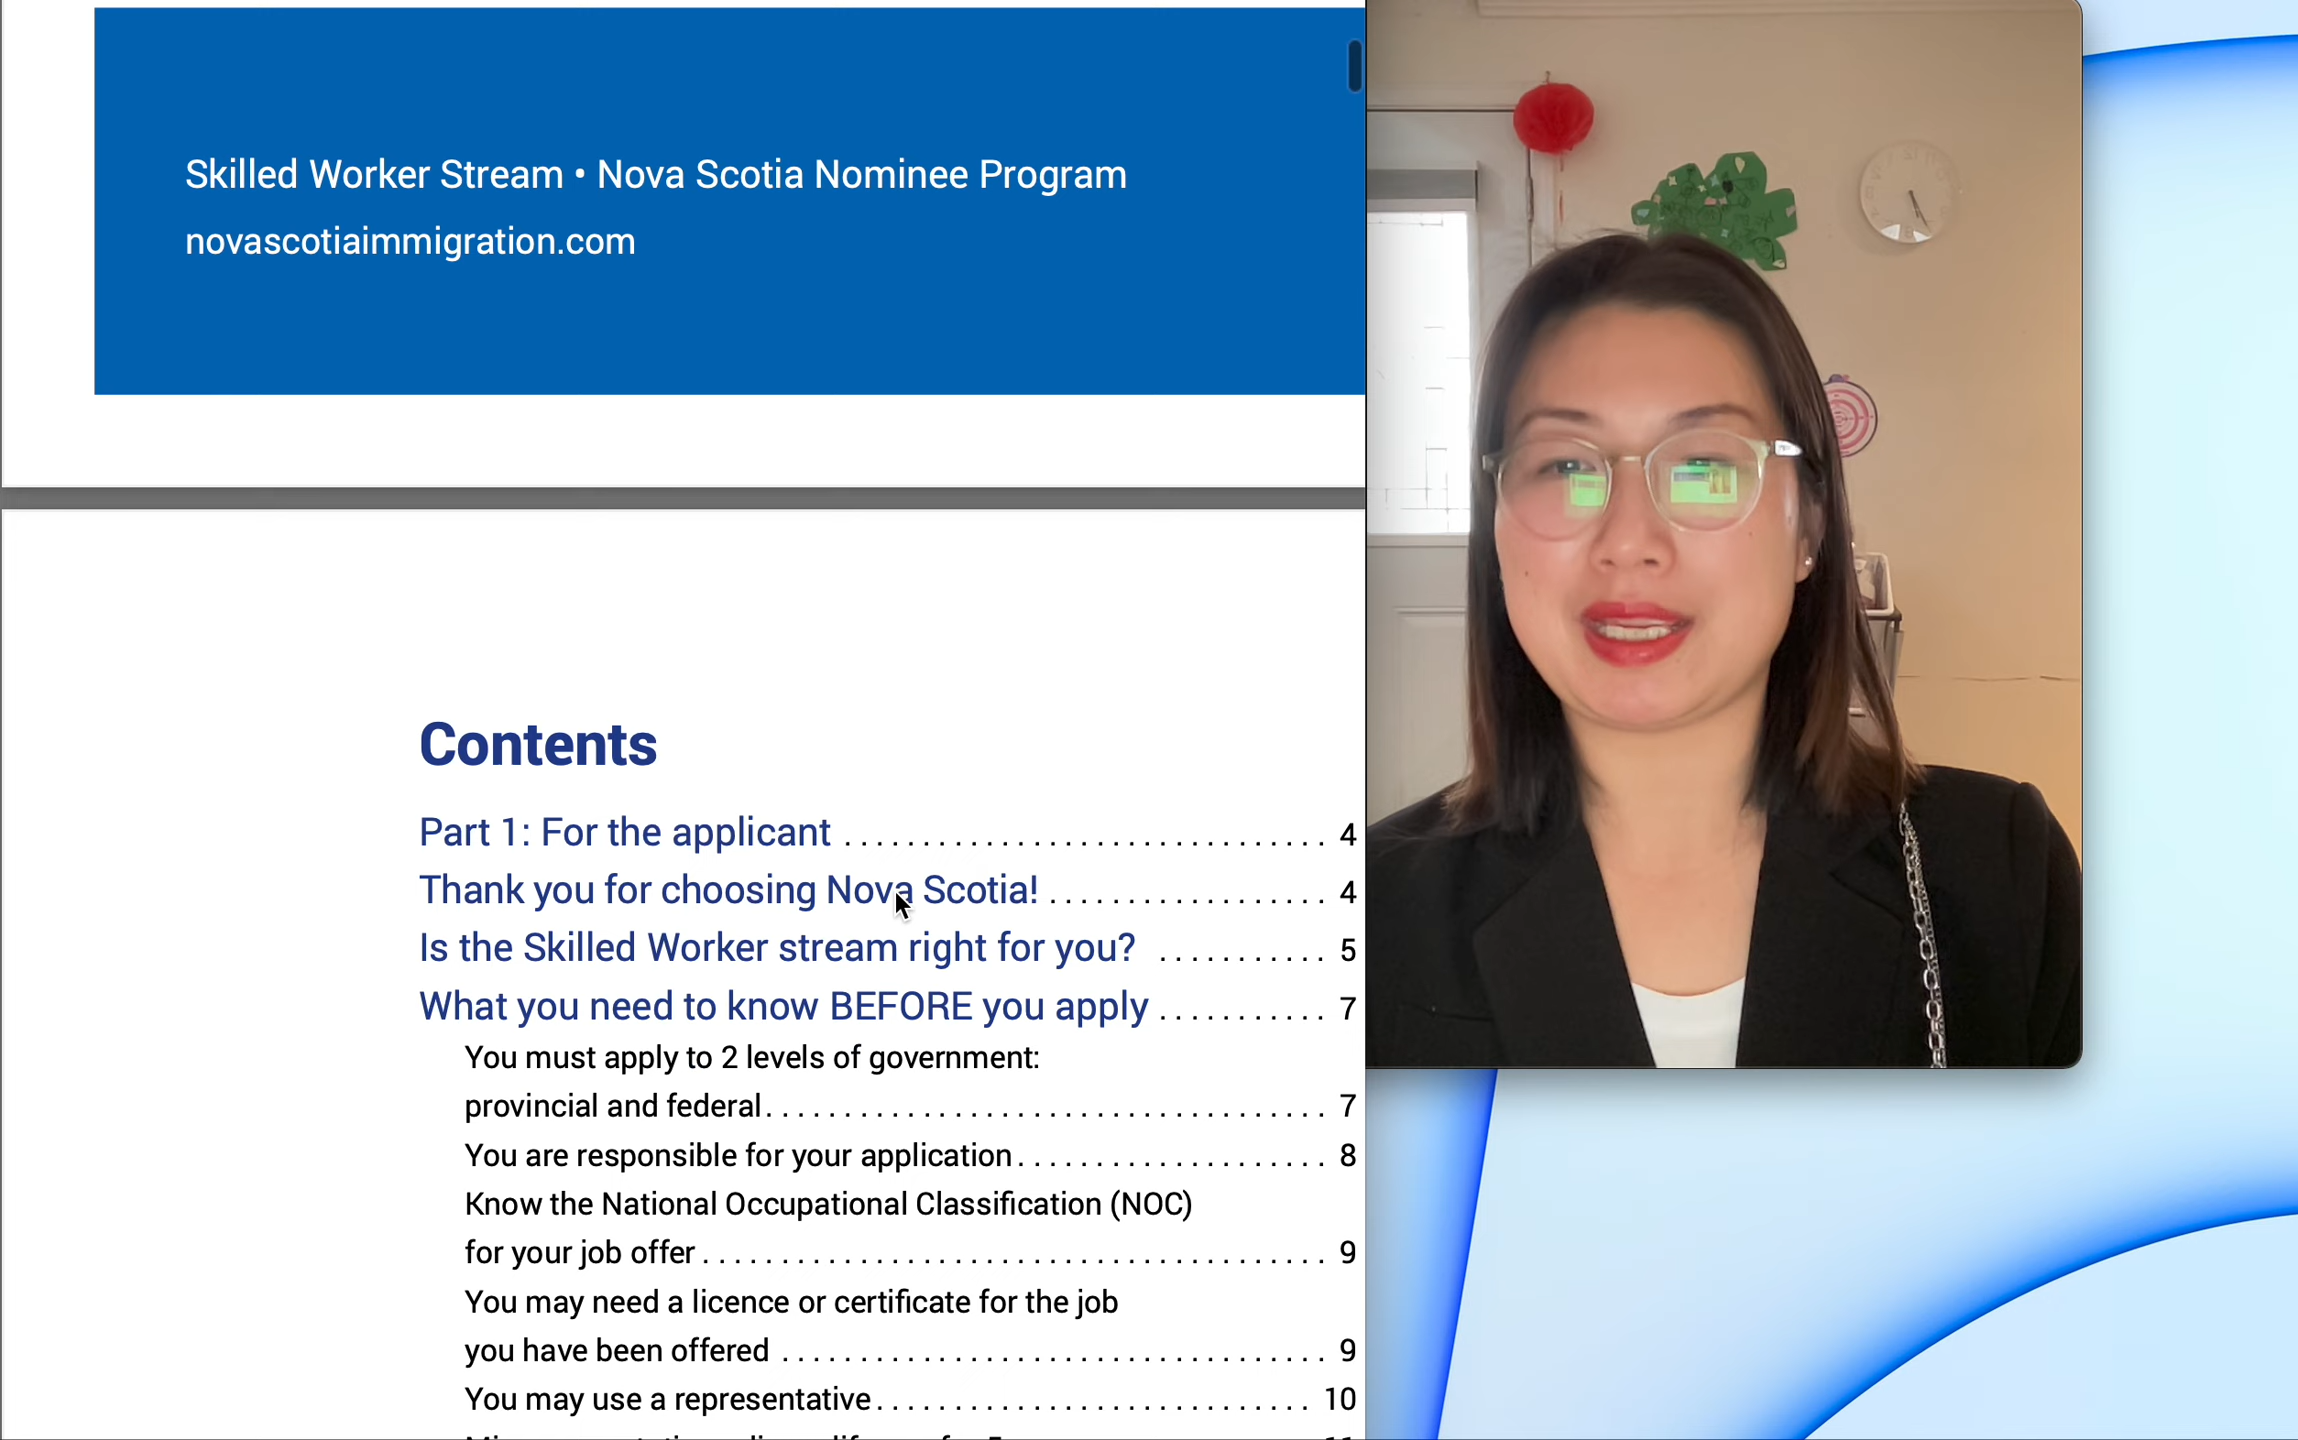 Skilled Worker Stream • Nova Scotia Nominee Program
novascotiaimmigration.com
Contents
Part 1: For the applicant .............................. 4
Thank you for choosing Nova Scotia! .................. 4
Is the Skilled Worker stream right for you? ........... 5
What you need to know BEFORE you apply ........... 7
You must apply to 2 levels of government:
provincial and federal.................................... 7
You are responsible for your application.................... 8
Know the National Occupational Classification (NOC)
for your job offer........................................ 9
You may need a licence or certificate for the job
you have been offered ................................... 9
You may use a representative............................ 10